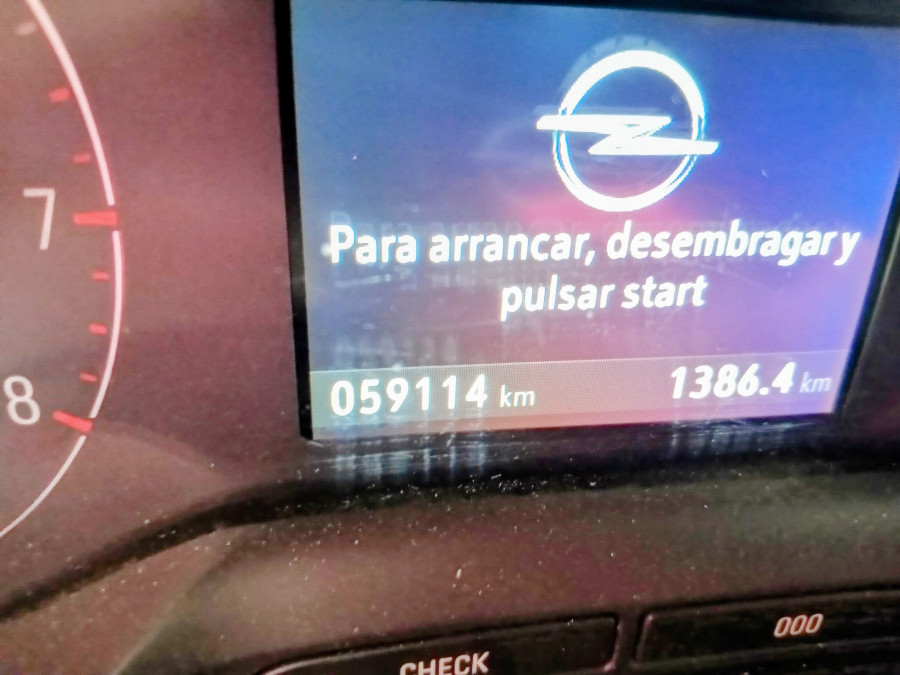 7
8
Para arrancar, desembragar y
pulsar start
059114 km
1386.4 km
CHECK
000